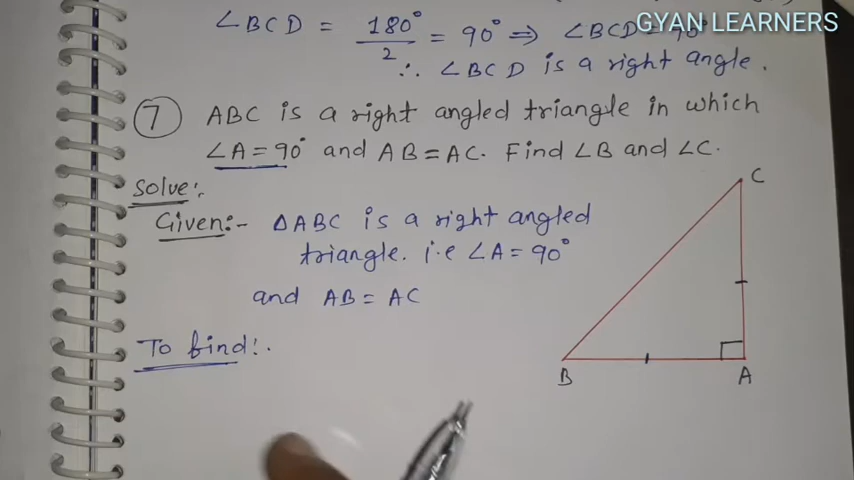 ∠BCD = 180°/2 = 90° ⇒ ∠BCD = 90°
GYAN LEARNERS
∴ ∠BCD is a right angle.
7 ABC is a right angled triangle in which
∠A = 90° and AB = AC. Find ∠B and ∠C.
Solve:-
Given:- ΔABC is a right angled
triangle. i.e ∠A = 90°
and AB = AC
To find:-
C
B
A